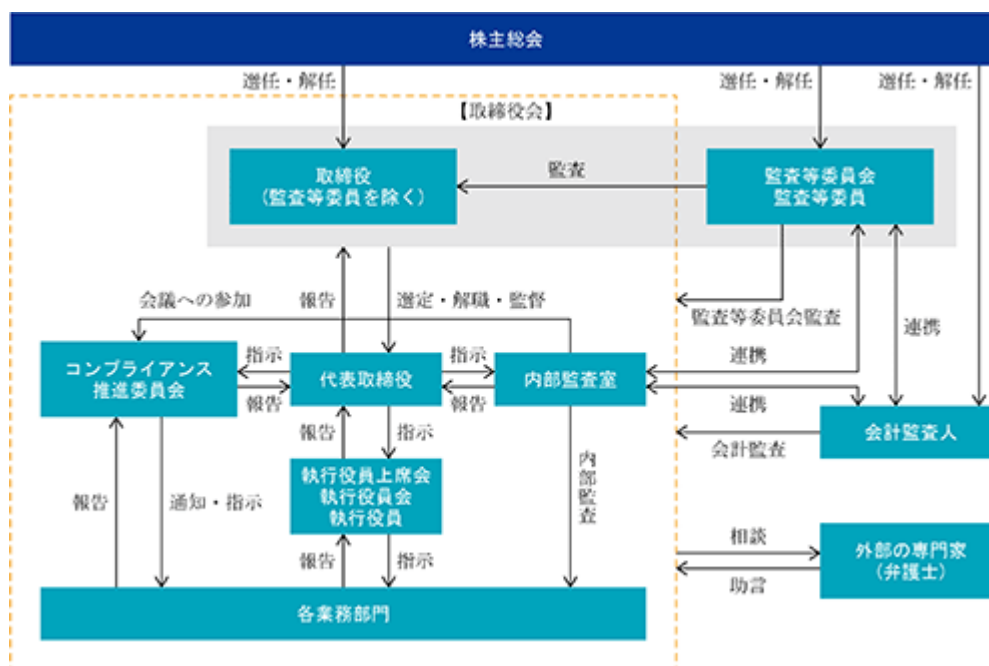 株主総会
選任・解任
選任・解任
選任・解任
【取締役会】
取締役
(監査等委員を除く)
監査
監査等委員会
監査等委員
会議への参加
報告
選定・解職・監督
監査等委員会監査
連携
コンプライアンス
推進委員会
指示
報告
代表取締役
指示
報告
内部監査室
連携
連携
会計監査
会計監査人
報告
指示
執行役員上席会
執行役員会
執行役員
内部監査
報告
通知・指示
報告
指示
相談
助言
外部の専門家
(弁護士)
各業務部門